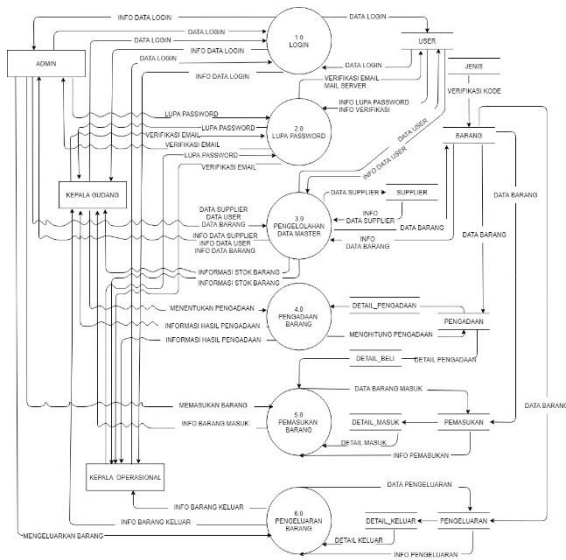 INFO DATA LOGIN
DATA LOGIN
DATA LOGIN
INFO DATA LOGIN
DATA LOGIN
INFO DATA LOGIN
ADMIN
1.0
LOGIN
DATA LOGIN
DATA LOGIN
USER
JENIS
VERIFIKASI KODE
VERIFIKASI EMAIL
MAIL SERVER
INFO LUPA PASSWORD
INFO VERIFIKASI
LUPA PASSWORD
LUPA PASSWORD
VERIFIKASI EMAIL
VERIFIKASI EMAIL
LUPA PASSWORD
VERIFIKASI EMAIL
2.0
LUPA PASSWORD
DATA USER
INFO DATA USER
BARANG
DATA BARANG
KEPALA GUDANG
DATA SUPPLIER
DATA USER
DATA BARANG
INFO DATA SUPPLIER
INFO DATA USER
INFO DATA BARANG
3.0
PENGELOLAHAN
DATA MASTER
DATA SUPPLIER
SUPPLIER
INFO
DATA SUPPLIER
DATA BARANG
INFO
DATA BARANG
DATA BARANG
INFORMASI STOK BARANG
INFORMASI STOK BARANG
MENENTUKAN PENGADAAN
INFORMASI HASIL PENGADAAN
INFORMASI HASIL PENGADAAN
4.0
PENGADAAN
BARANG
DETAIL_PENGADAAN
PENGADAAN
MENGHITUNG PENGADAAN
DETAIL_BELI
DETAIL PENGADAAN
DATA BARANG
MEMASUKAN BARANG
INFO BARANG MASUK
5.0
PEMASUKAN
BARANG
DATA BARANG MASUK
DETAIL_MASUK
PEMASUKAN
DETAIL MASUK
INFO PEMASUKAN
KEPALA OPERASIONAL
INFO BARANG KELUAR
INFO BARANG KELUAR
MENGELUARKAN BARANG
6.0
PENGELUARAN
BARANG
DATA PENGELUARAN
DETAIL_KELUAR
PENGELURAN
DETAIL KELUAR
INFO PENGELUARAN